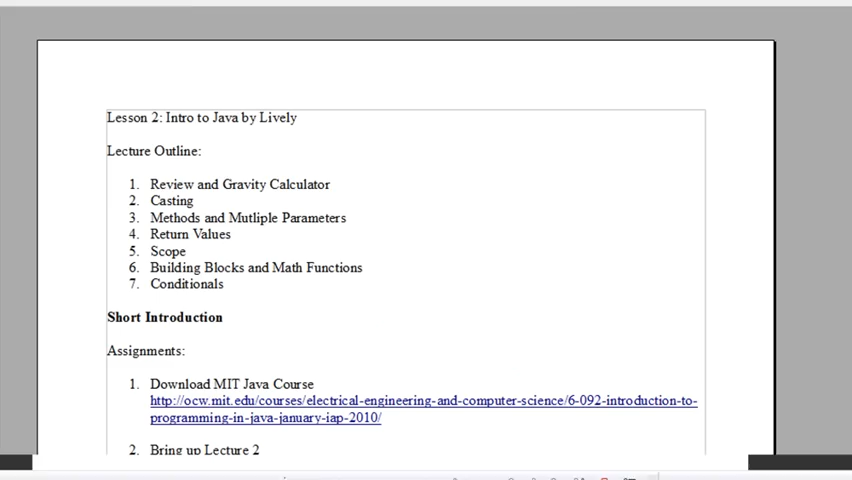 Lesson 2: Intro to Java by Lively
Lecture Outline:
1. Review and Gravity Calculator
2. Casting
3. Methods and Mutliple Parameters
4. Return Values
5. Scope
6. Building Blocks and Math Functions
7. Conditionals
Short Introduction
Assignments:
1. Download MIT Java Course
http://ocw.mit.edu/courses/electrical-engineering-and-computer-science/6-092-introduction-to-
programming-in-java-january-iap-2010/
2. Bring up Lecture 2